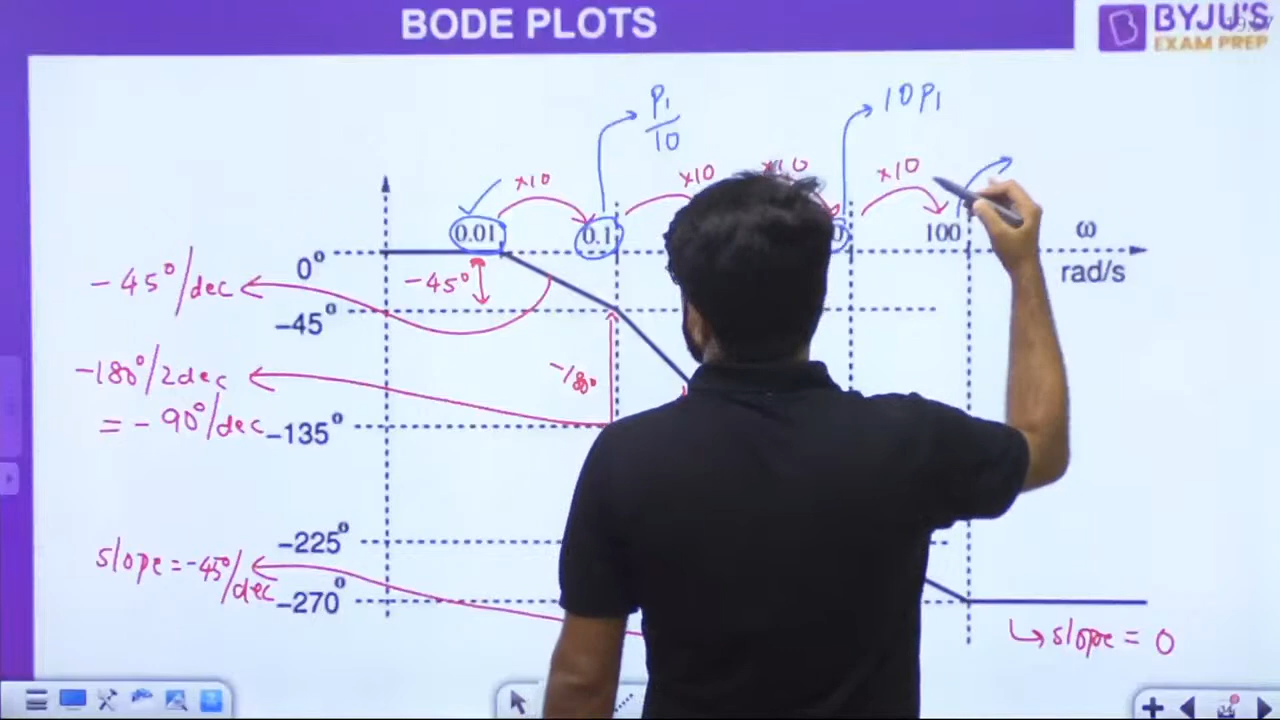 BODE PLOTS
BYJU'S
EXAM PREP
P1/10
10P1
×10
×10
×10
×10
0.01
0.1
100
ω
rad/s
0°
-45°
-45°/dec
-45°
-180°/2dec
-180°
= -90°/dec
-135°
-225°
slope = -45°/dec
-270°
slope = 0